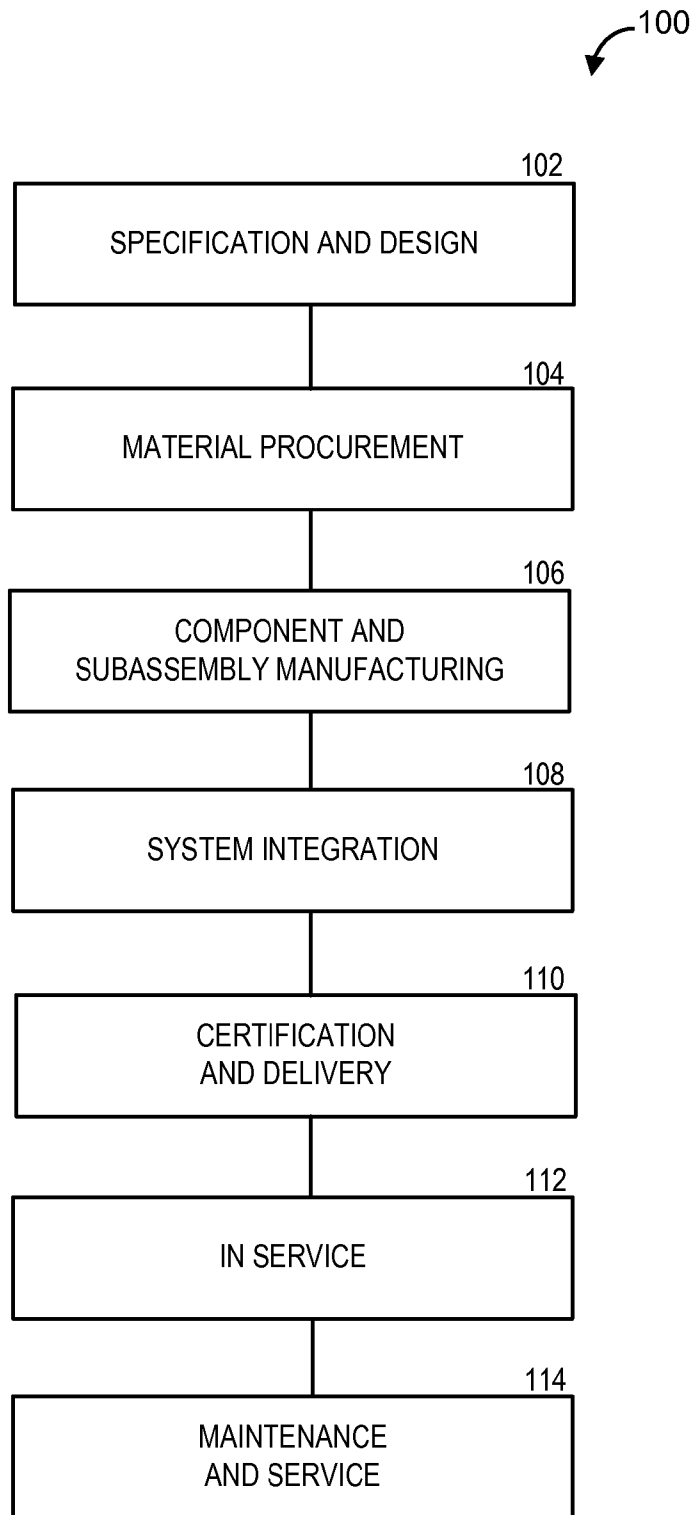 100
102
SPECIFICATION AND DESIGN
104
MATERIAL PROCUREMENT
106
COMPONENT AND
SUBASSEMBLY MANUFACTURING
108
SYSTEM INTEGRATION
110
CERTIFICATION
AND DELIVERY
112
IN SERVICE
114
MAINTENANCE
AND SERVICE